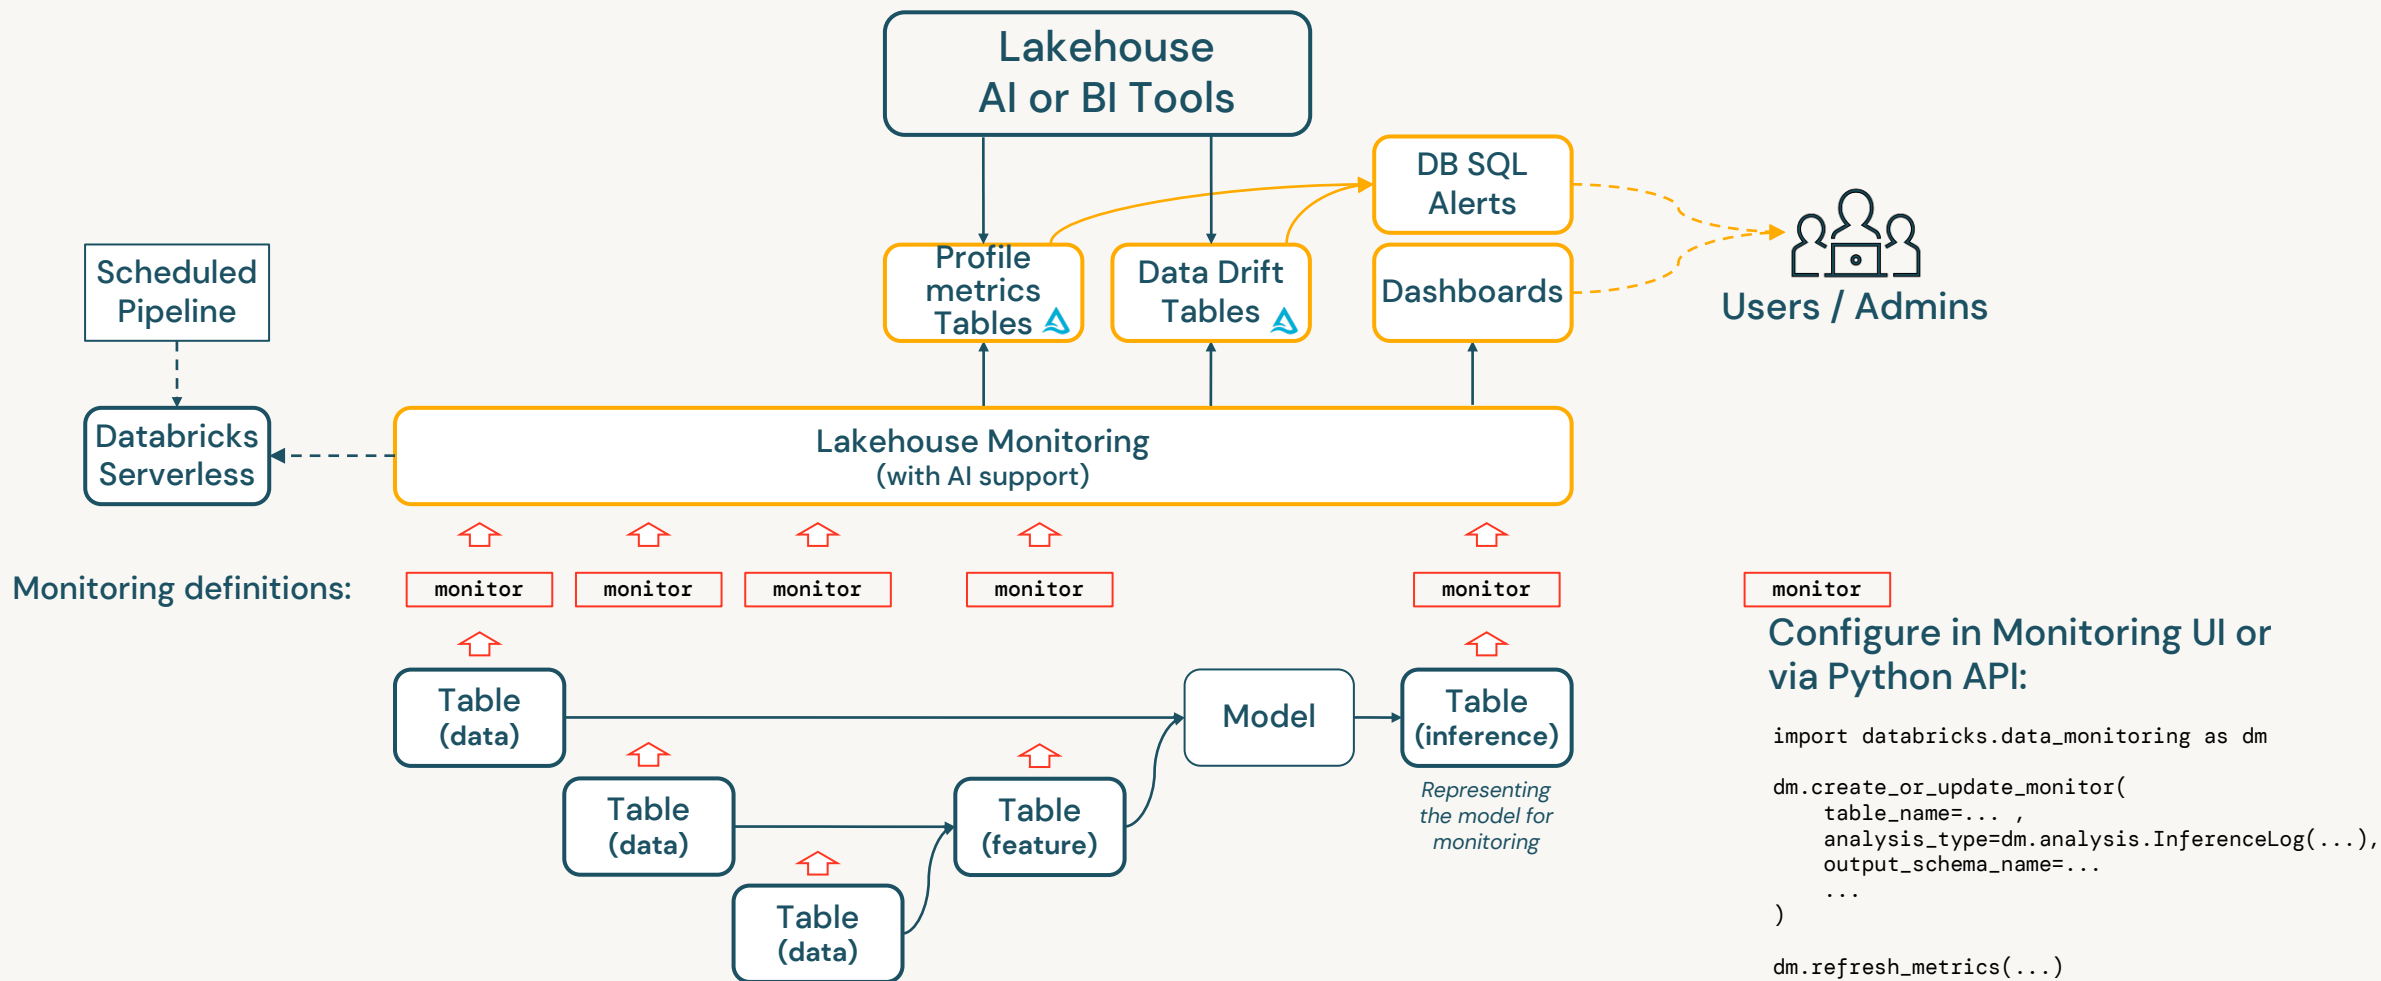 Lakehouse
AI or BI Tools
DB SQL
Alerts
Scheduled
Pipeline
Profile
metrics
Tables
Data Drift
Tables
Dashboards
Users / Admins
Databricks
Serverless
Lakehouse Monitoring
(with AI support)
Monitoring definitions:
monitor
monitor
monitor
monitor
monitor
monitor
Configure in Monitoring UI or
via Python API:
Table
(data)
Model
Table
(inference)
Representing
the model for
monitoring
Table
(data)
Table
(feature)
Table
(data)
import databricks.data_monitoring as dm
dm.create_or_update_monitor(
    table_name=... ,
    analysis_type=dm.analysis.InferenceLog(...),
    output_schema_name=...
    ...
)
dm.refresh_metrics(...)